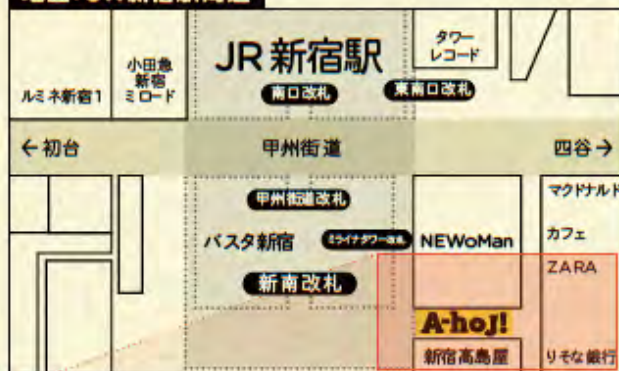 JR新宿駅
タワー
レコード
小田急
新宿
ミロード
ルミネ新宿1
南口改札
東南口改札
←初台
甲州街道
四谷→
甲州街道改札
マクドナルド
バスタ新宿
ミライナタワー改札
NEWoMan
カフェ
ZARA
新南改札
A-hoj!
新宿高島屋
りそな銀行